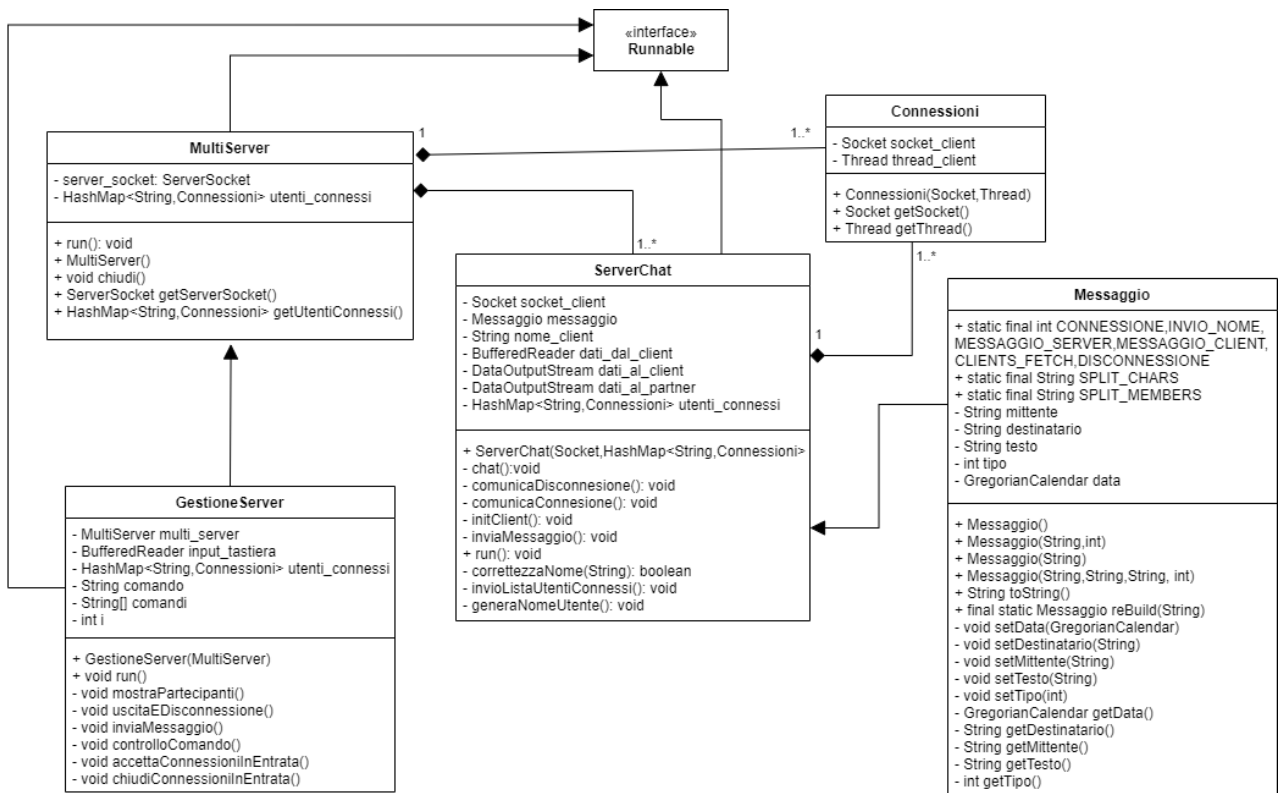 «interface»
Runnable
MultiServer
- server_socket: ServerSocket
- HashMap<String,Connessioni> utenti_connessi
+ run(): void
+ MultiServer()
+ void chiudi()
+ ServerSocket getServerSocket()
+ HashMap<String,Connessioni> getUtentiConnessi()
1
1..*
Connessioni
- Socket socket_client
- Thread thread_client
+ Connessioni(Socket,Thread)
+ Socket getSocket()
+ Thread getThread()
1..*
1..*
ServerChat
- Socket socket_client
- Messaggio messaggio
- String nome_client
- BufferedReader dati_dal_client
- DataOutputStream dati_al_client
- DataOutputStream dati_al_partner
- HashMap<String,Connessioni> utenti_connessi
+ ServerChat(Socket,HashMap<String,Connessioni>
- chat():void
- comunicaDisconnesione(): void
- comunicaConnesione(): void
- initClient(): void
- inviaMessaggio(): void
+ run(): void
- correttezzaNome(String): boolean
- invioListaUtentiConnessi(): void
- generaNomeUtente(): void
1
Messaggio
+ static final int CONNESSIONE,INVIO_NOME,
MESSAGGIO_SERVER,MESSAGGIO_CLIENT,
CLIENTS_FETCH,DISCONNESSIONE
+ static final String SPLIT_CHARS
+ static final String SPLIT_MEMBERS
- String mittente
- String destinatario
- String testo
- int tipo
- GregorianCalendar data
+ Messaggio()
+ Messaggio(String,int)
+ Messaggio(String)
+ Messaggio(String,String,String, int)
+ String toString()
+ final static Messaggio reBuild(String)
- void setData(GregorianCalendar)
- void setDestinatario(String)
- void setMittente(String)
- void setTesto(String)
- void setTipo(int)
- GregorianCalendar getData()
- String getDestinatario()
- String getMittente()
- String getTesto()
- int getTipo()
GestioneServer
- MultiServer multi_server
- BufferedReader input_tastiera
- HashMap<String,Connessioni> utenti_connessi
- String comando
- String[] comandi
- int i
+ GestioneServer(MultiServer)
+ void run()
- void mostraPartecipanti()
- void uscitaEDisconnessione()
- void inviaMessaggio()
- void controlloComando()
- void accettaConnessioniInEntrata()
- void chiudiConnessioniInEntrata()